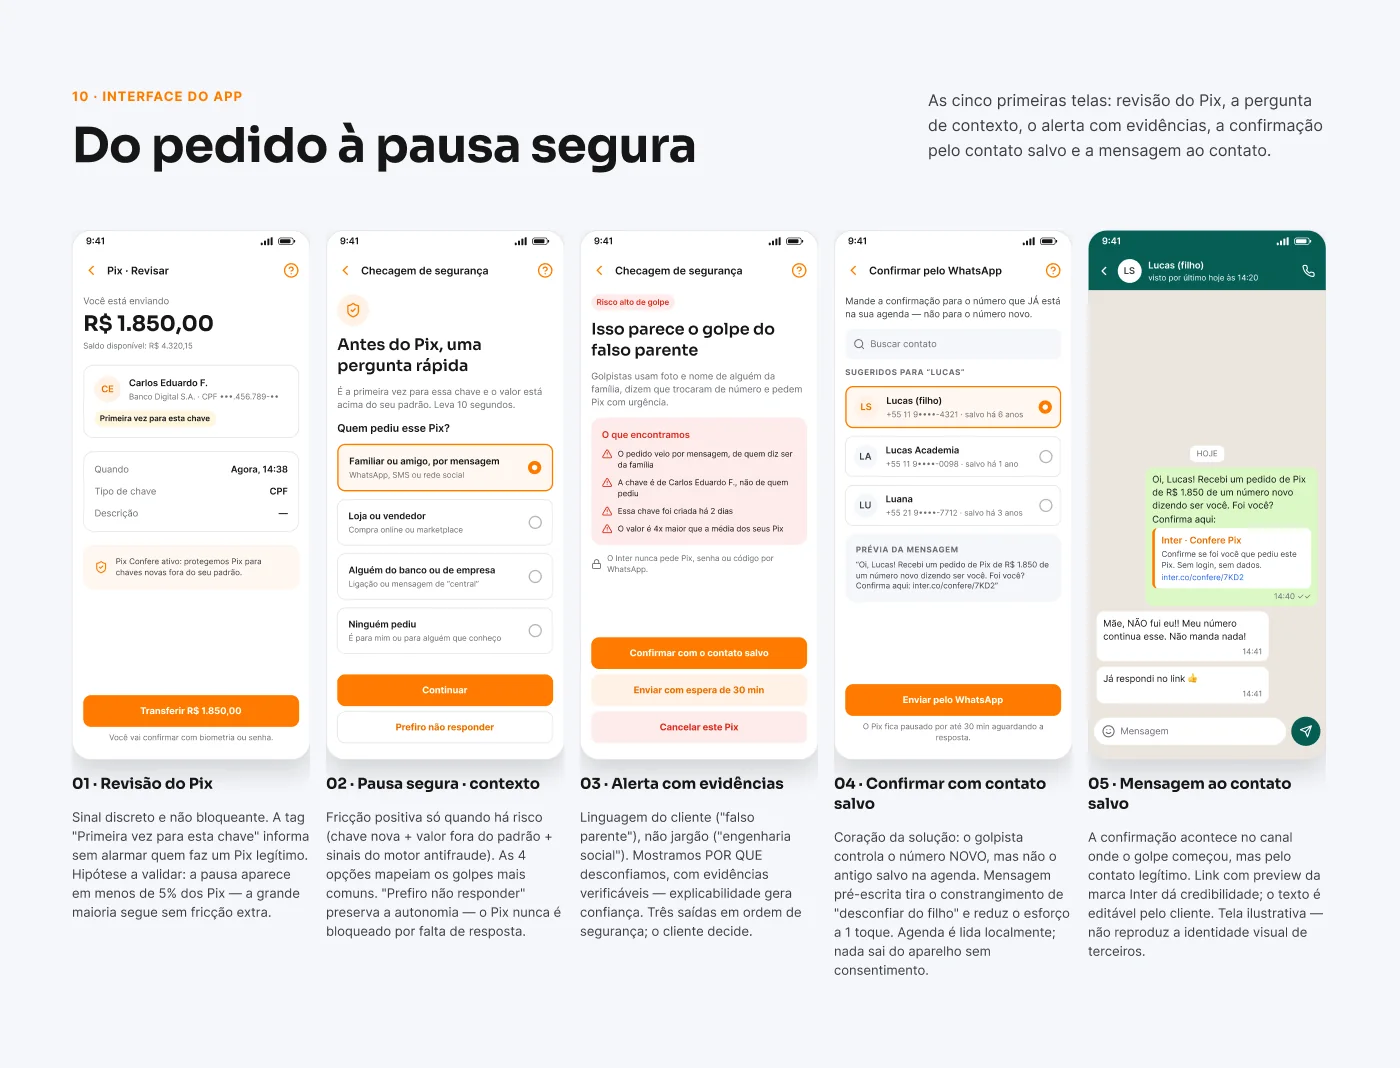 10 · INTERFACE DO APP
Do pedido à pausa segura
As cinco primeiras telas: revisão do Pix, a pergunta
de contexto, o alerta com evidências, a confirmação
pelo contato salvo e a mensagem ao contato.
9:41
Pix · Revisar
Você está enviando
R$ 1.850,00
Saldo disponível: R$ 4.320,15
CE
Carlos Eduardo F.
Banco Digital S.A. · CPF •••.456.789-••
Primeira vez para esta chave
Quando Agora, 14:38
Tipo de chave CPF
Descrição —
Pix Confere ativo: protegemos Pix para
chaves novas fora do seu padrão.
Transferir R$ 1.850,00
Você vai confirmar com biometria ou senha.
01 · Revisão do Pix
Sinal discreto e não bloqueante. A tag
"Primeira vez para esta chave" informa
sem alarmar quem faz um Pix legítimo.
Hipótese a validar: a pausa aparece
em menos de 5% dos Pix — a grande
maioria segue sem fricção extra.
9:41
Checagem de segurança
Antes do Pix, uma
pergunta rápida
É a primeira vez para essa chave e o valor está
acima do seu padrão. Leva 10 segundos.
Quem pediu esse Pix?
Familiar ou amigo, por mensagem
WhatsApp, SMS ou rede social
Loja ou vendedor
Compra online ou marketplace
Alguém do banco ou de empresa
Ligação ou mensagem de "central"
Ninguém pediu
É para mim ou para alguém que conheço
Continuar
Prefiro não responder
02 · Pausa segura · contexto
Fricção positiva só quando há risco
(chave nova + valor fora do padrão +
sinais do motor antifraude). As 4
opções mapeiam os golpes mais
comuns. "Prefiro não responder"
preserva a autonomia — o Pix nunca é
bloqueado por falta de resposta.
9:41
Checagem de segurança
Risco alto de golpe
Isso parece o golpe do
falso parente
Golpistas usam foto e nome de alguém da
família, dizem que trocaram de número e pedem
Pix com urgência.
O que encontramos
O pedido veio por mensagem, de quem diz ser
da família
A chave é de Carlos Eduardo F., não de quem
pediu
Essa chave foi criada há 2 dias
O valor é 4x maior que a média dos seus Pix
O Inter nunca pede Pix, senha ou código por
WhatsApp.
Confirmar com o contato salvo
Enviar com espera de 30 min
Cancelar este Pix
03 · Alerta com evidências
Linguagem do cliente ("falso
parente"), não jargão ("engenharia
social"). Mostramos POR QUE
desconfiamos, com evidências
verificáveis — explicabilidade gera
confiança. Três saídas em ordem de
segurança; o cliente decide.
9:41
Confirmar pelo WhatsApp
Mande a confirmação para o número que JÁ está
na sua agenda — não para o número novo.
Buscar contato
SUGERIDOS PARA "LUCAS"
LS
Lucas (filho)
+55 11 9••••-4321 · salvo há 6 anos
LA
Lucas Academia
+55 11 9••••-0098 · salvo há 1 ano
LU
Luana
+55 21 9••••-7712 · salvo há 3 anos
PRÉVIA DA MENSAGEM
"Oi, Lucas! Recebi um pedido de Pix de R$ 1.850 de
um número novo dizendo ser você. Foi você?
Confirma aqui: inter.co/confere/7KD2"
Enviar pelo WhatsApp
O Pix fica pausado por até 30 min aguardando a
resposta.
04 · Confirmar com contato
salvo
Coração da solução: o golpista
controla o número NOVO, mas não o
antigo salvo na agenda. Mensagem
pré-escrita tira o constrangimento de
"desconfiar do filho" e reduz o esforço
a 1 toque. Agenda é lida localmente;
nada sai do aparelho sem
consentimento.
9:41
LS
Lucas (filho)
visto por último hoje às 14:20
HOJE
Oi, Lucas! Recebi um pedido de Pix
de R$ 1.850 de um número novo
dizendo ser você. Foi você?
Confirma aqui:
Inter · Confere Pix
Confirme se foi você que pediu este
Pix. Sem login, sem dados.
inter.co/confere/7KD2
14:40
Mãe, NÃO fui eu!! Meu número
continua esse. Não manda nada!
14:41
Já respondi no link 👍
14:41
Mensagem
05 · Mensagem ao contato
salvo
A confirmação acontece no canal
onde o golpe começou, mas pelo
contato legítimo. Link com preview da
marca Inter dá credibilidade; o texto é
editável pelo cliente. Tela ilustrativa —
não reproduz a identidade visual de
terceiros.